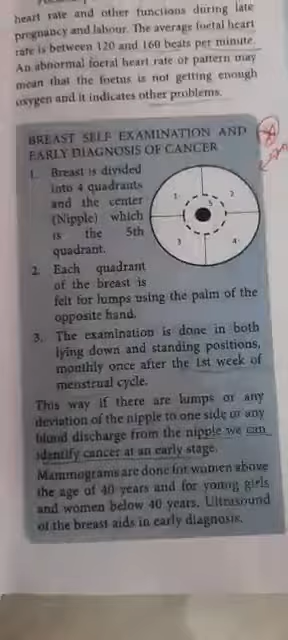 heart rate and other functions during late
pregnancy and labour. The average foetal heart
rate is between 120 and 160 beats per minute.
An abnormal foetal heart rate or pattern may
mean that the foetus is not getting enough
oxygen and it indicates other problems.
BREAST SELF EXAMINATION AND
EARLY DIAGNOSIS OF CANCER
1. Breast is divided
into 4 quadrants
and the center
(Nipple) which
is the 5th
quadrant.
1 2
5
3 4
2. Each quadrant
of the breast is
felt for lumps using the palm of the
opposite hand.
3. The examination is done in both
lying down and standing positions,
monthly once after the 1st week of
menstrual cycle.
This way if there are lumps or any
deviation of the nipple to one side or any
blood discharge from the nipple we can
identify cancer at an early stage.
Mammograms are done for women above
the age of 40 years and for young girls
and women below 40 years, Ultrasound
of the breast aids in early diagnosis.